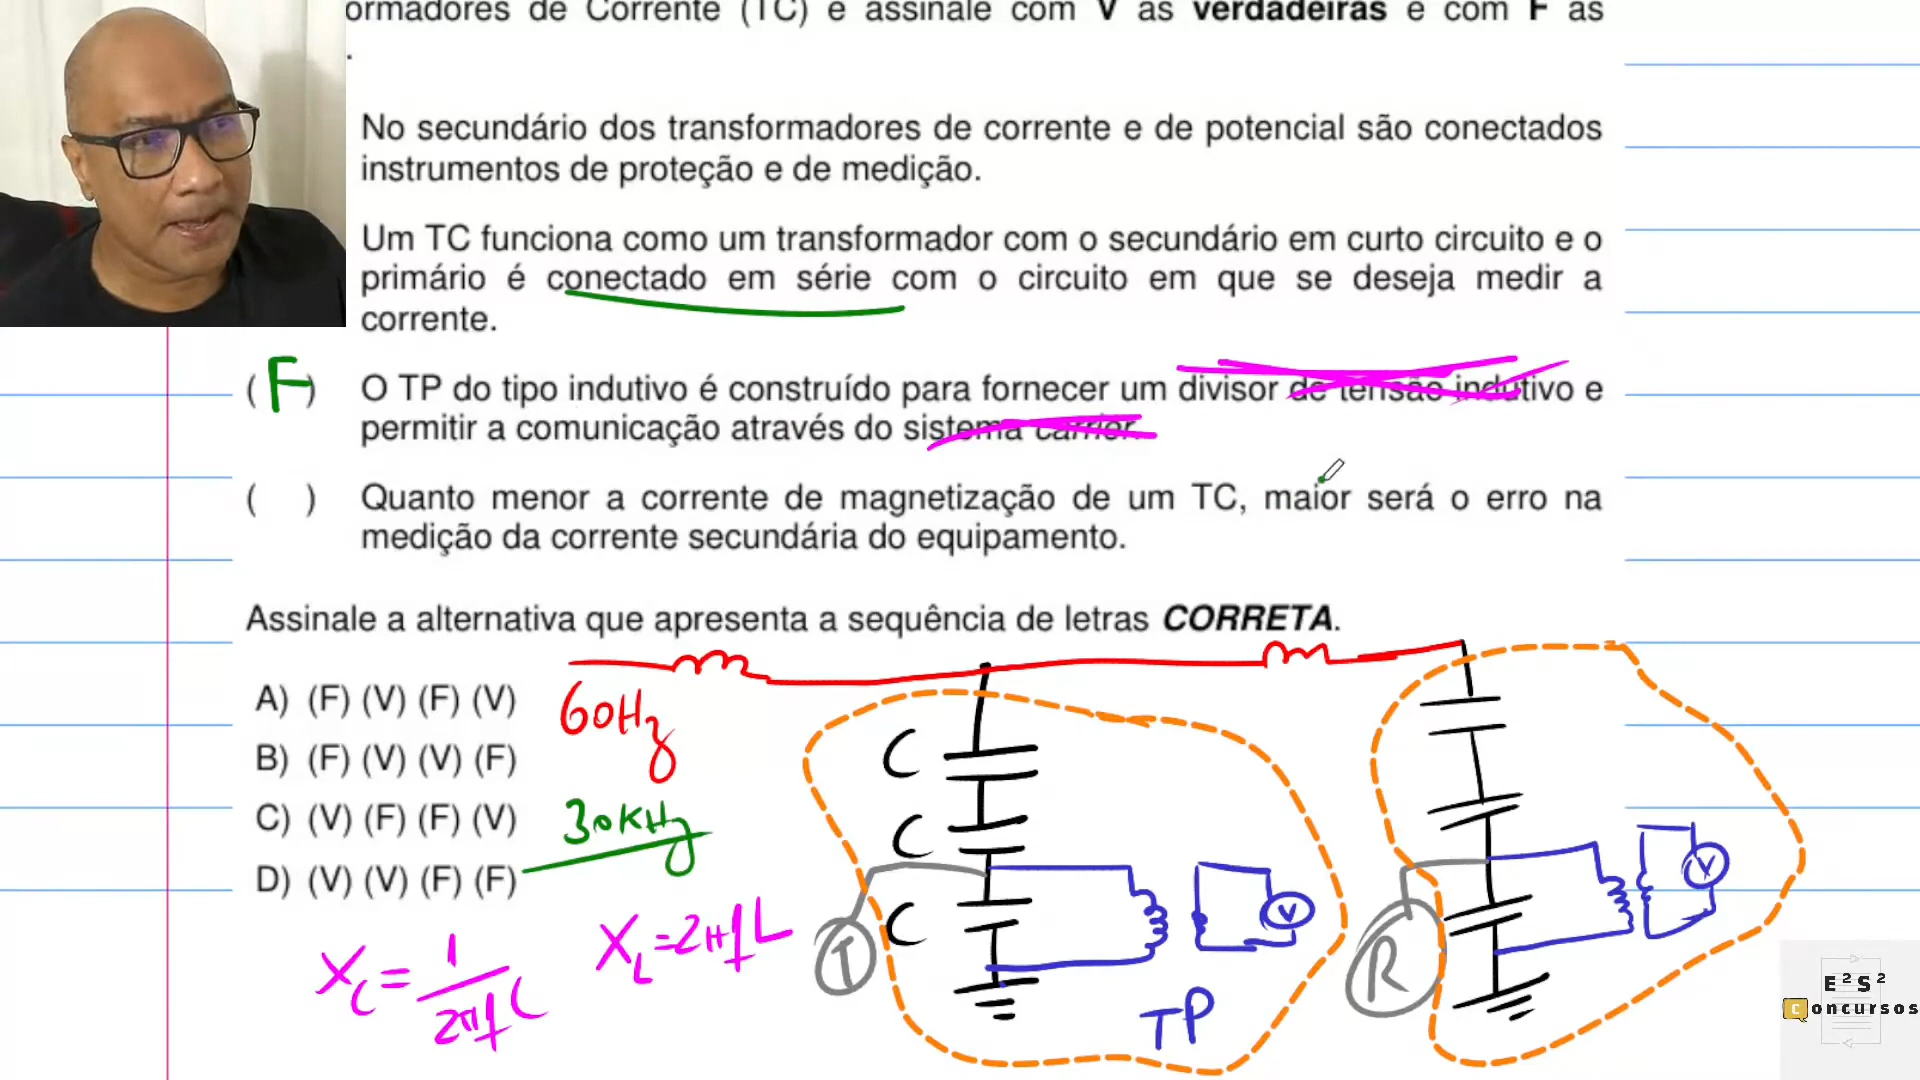 ormadores de Corrente (TC) e assinale com V as verdadeiras e com F as
.
No secundário dos transformadores de corrente e de potencial são conectados
instrumentos de proteção e de medição.
Um TC funciona como um transformador com o secundário em curto circuito e o
primário é conectado em série com o circuito em que se deseja medir a
corrente.
(F) O TP do tipo indutivo é construído para fornecer um divisor de tensão indutivo e
permitir a comunicação através do sistema carrier.
( ) Quanto menor a corrente de magnetização de um TC, maior será o erro na
medição da corrente secundária do equipamento.
Assinale a alternativa que apresenta a sequência de letras CORRETA.
A) (F) (V) (F) (V)
B) (F) (V) (V) (F)
C) (V) (F) (F) (V)
D) (V) (V) (F) (F)
60Hz
30KHz
XC = 1/2πfC
XL = 2πfL
C
C
C
T
V
TP
R
V
E²S²
Concursos